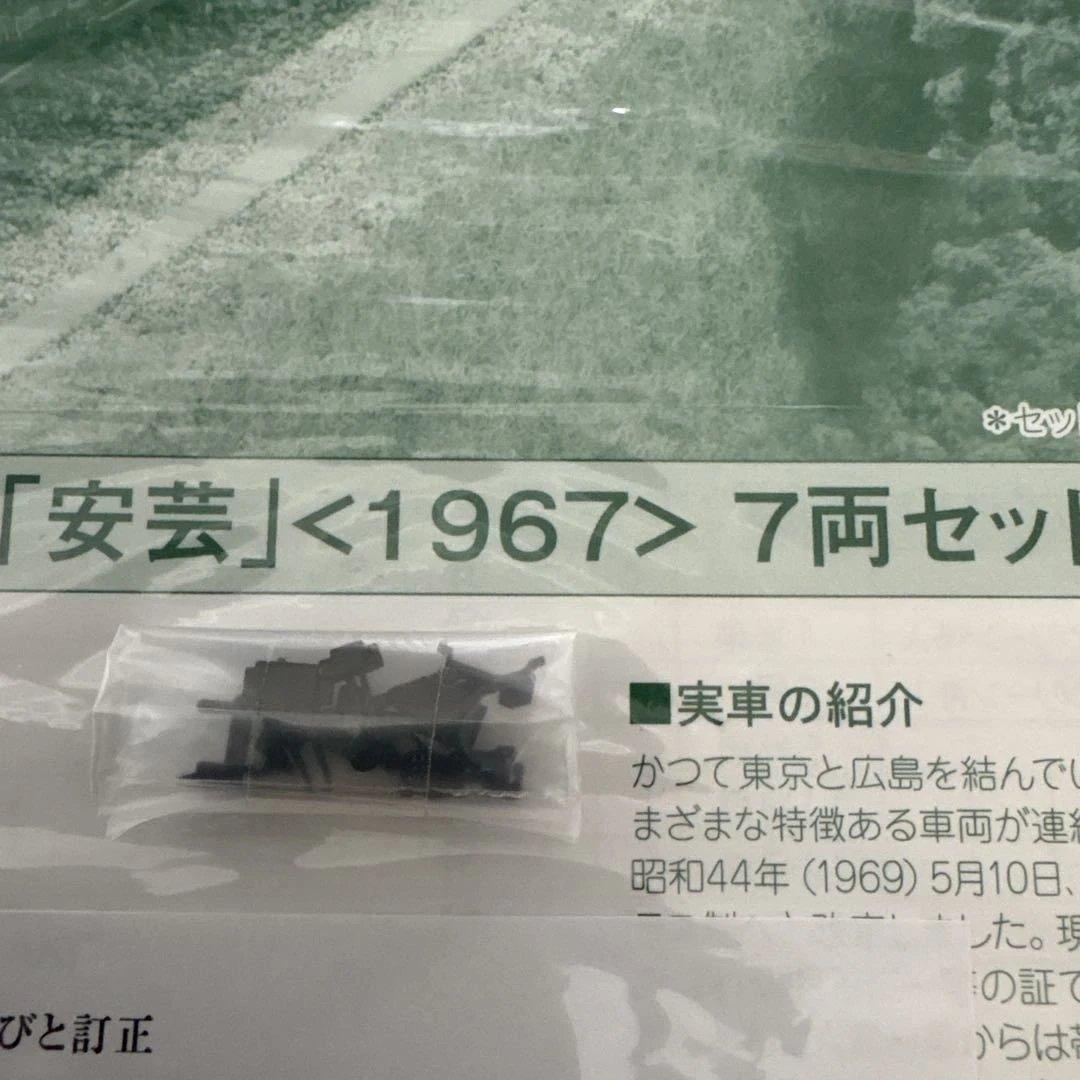 *セッ
「安芸」<1967> 7両セット
■実車の紹介
かつて東京と広島を結んで
まざまな特徴ある車両が連
昭和44年(1969)5月10日、
した。現
の証で
からは
びと訂正